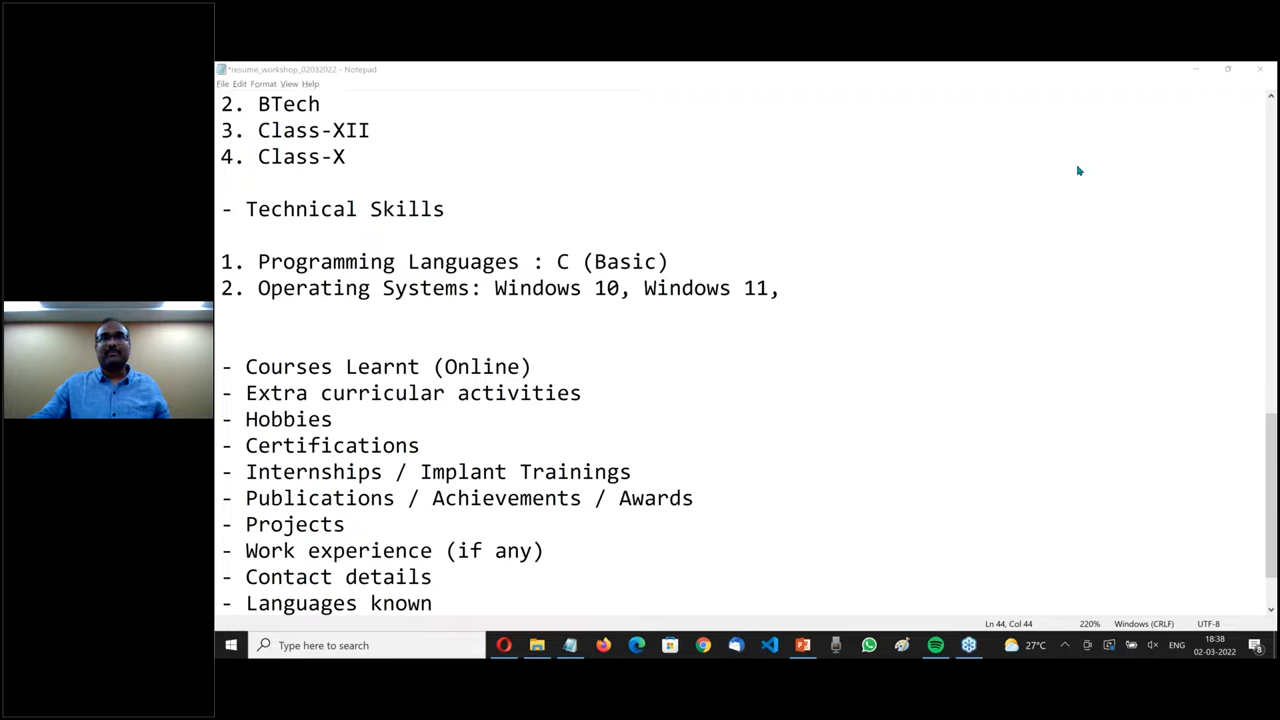 *resume_workshop_02032022 - Notepad
File Edit Format View Help
2. BTech
3. Class-XII
4. Class-X
- Technical Skills
1. Programming Languages : C (Basic)
2. Operating Systems: Windows 10, Windows 11,
- Courses Learnt (Online)
- Extra curricular activities
- Hobbies
- Certifications
- Internships / Implant Trainings
- Publications / Achievements / Awards
- Projects
- Work experience (if any)
- Contact details
- Languages known
Ln 44, Col 44 220% Windows (CRLF) UTF-8
Type here to search 27°C ENG 18:38
02-03-2022 8